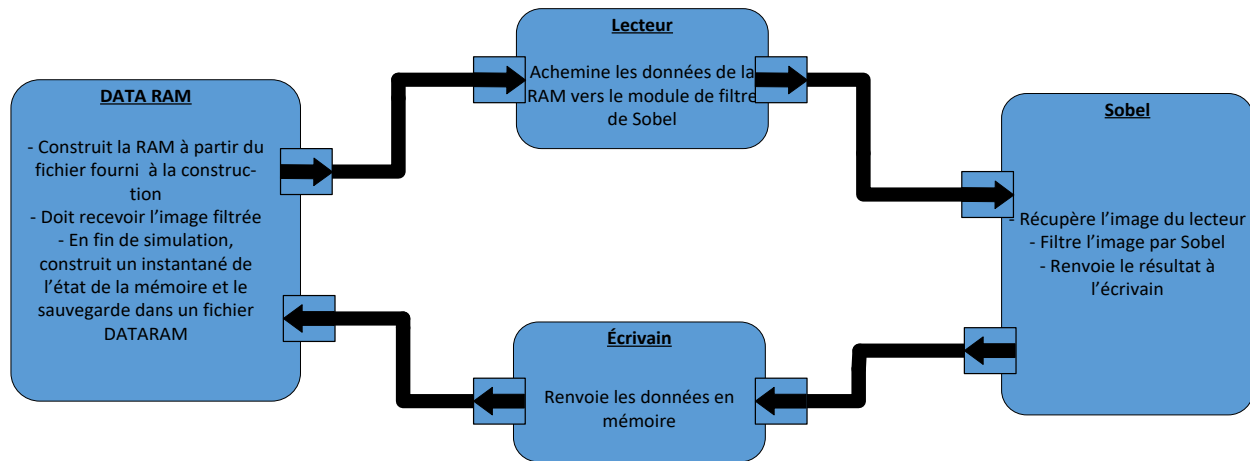 Lecteur
Achemine les données de la
RAM vers le module de filtre
de Sobel
DATA RAM
- Construit la RAM à partir du
fichier fourni à la construc-
tion
- Doit recevoir l'image filtrée
- En fin de simulation,
construit un instantané de
l'état de la mémoire et le
sauvegarde dans un fichier
DATARAM
Sobel
- Récupère l'image du lecteur
- Filtre l'image par Sobel
- Renvoie le résultat à
l'écrivain
Écrivain
Renvoie les données en
mémoire